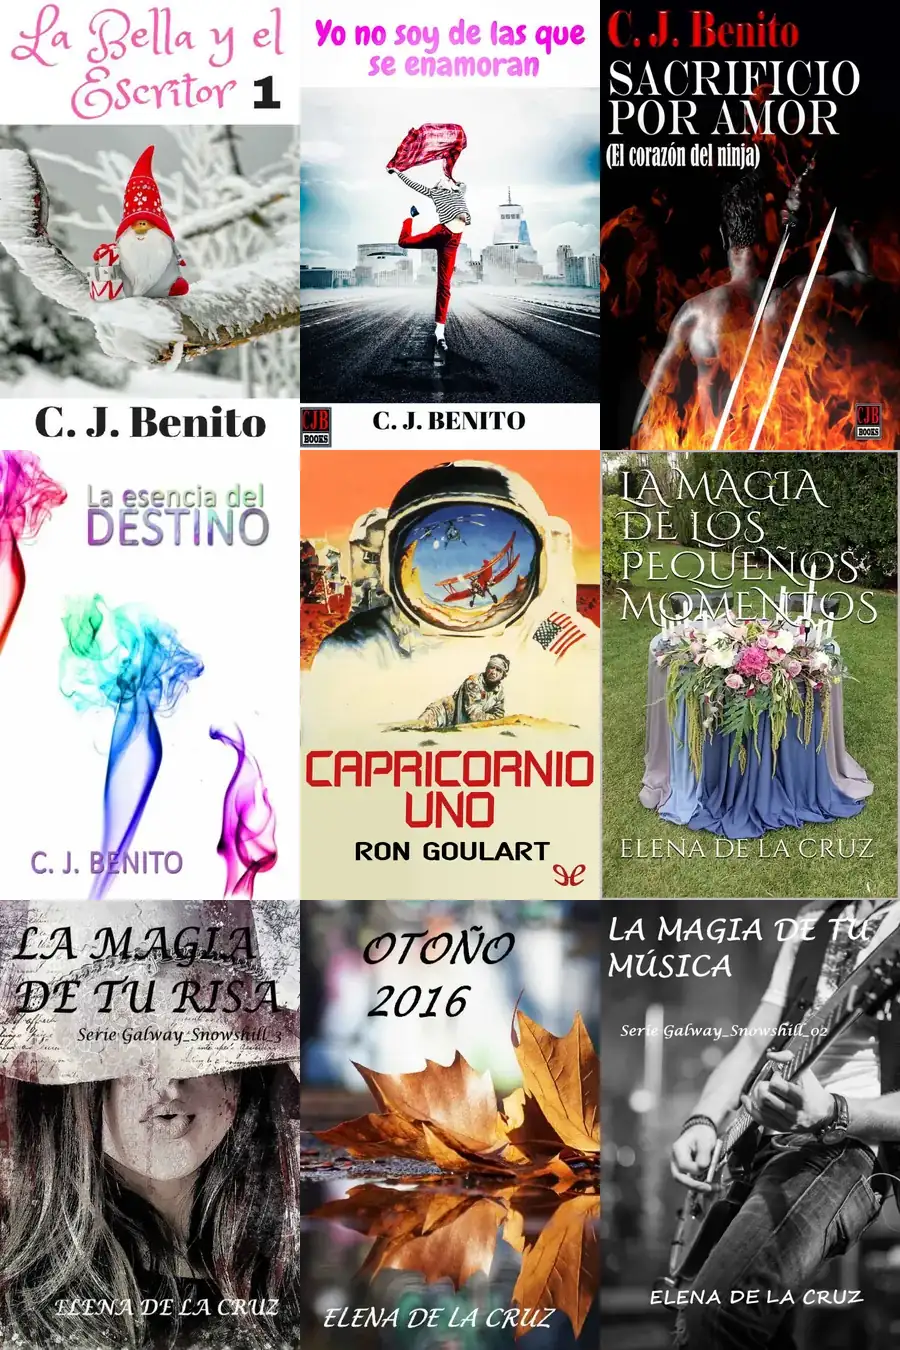 La Bella y el
Escritor 1
C. J. Benito
Yo no soy de las que
se enamoran
CJB
BOOKS
C. J. BENITO
C. J. Benito
SACRIFICIO
POR AMOR
(El corazón del ninja)
CJB
BOOKS
La esencia del
DESTINO
C. J. BENITO
CAPRICORNIO
UNO
RON GOULART
LA MAGIA
DE LOS
PEQUEÑOS
MOMENTOS
ELENA DE LA CRUZ
LA MAGIA
DE TU RISA
Serie Galway_Snowshill_3
ELENA DE LA CRUZ
OTOÑO
2016
ELENA DE LA CRUZ
LA MAGIA DE TU
MÚSICA
Serie Galway_Snowshill_02
ELENA DE LA CRUZ